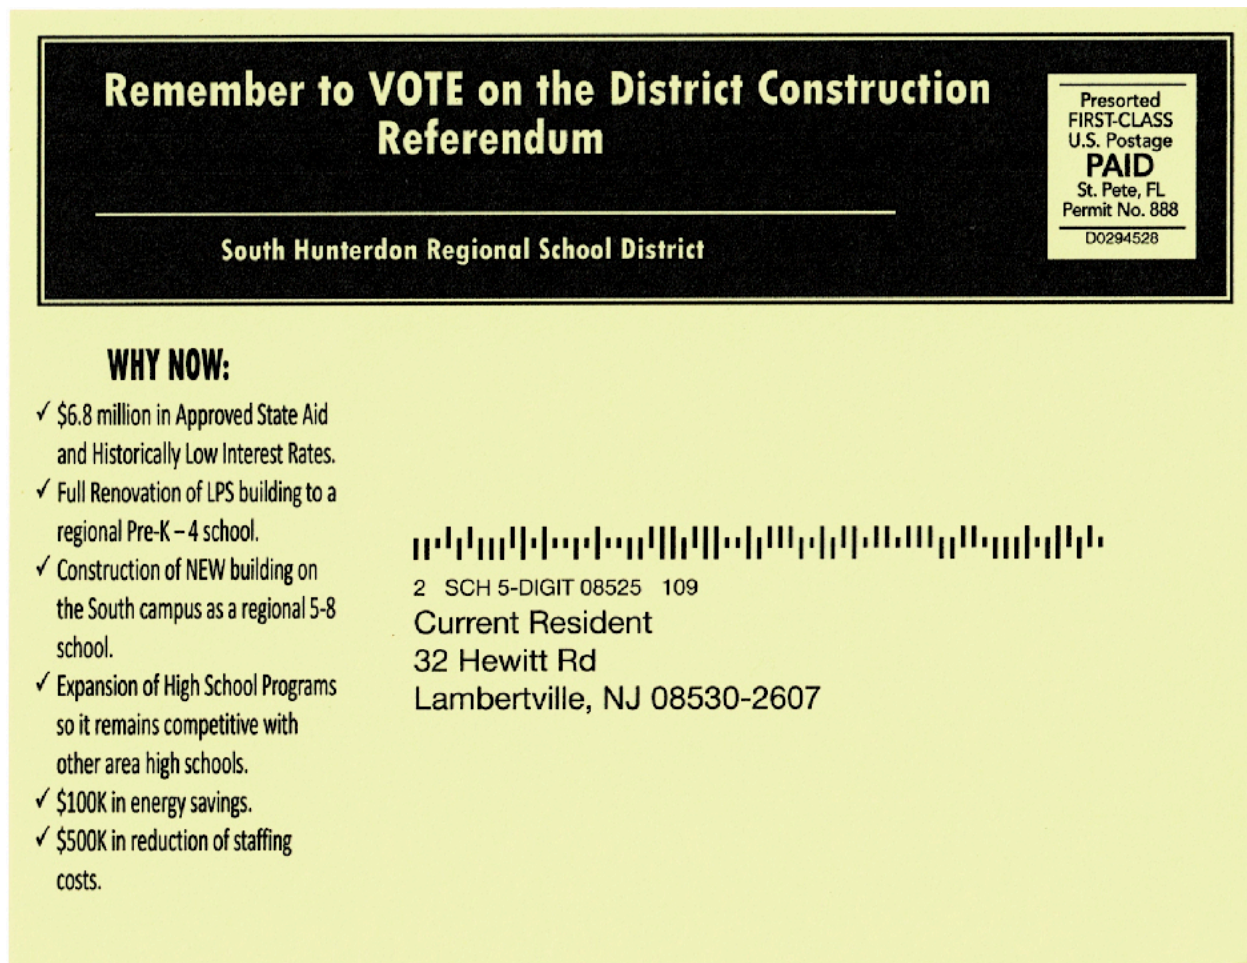 Remember to VOTE on the District Construction
Referendum
South Hunterdon Regional School District
Presorted
FIRST-CLASS
U.S. Postage
PAID
St. Pete, FL
Permit No. 888
D0294528
WHY NOW:
✓ $6.8 million in Approved State Aid
and Historically Low Interest Rates.
✓ Full Renovation of LPS building to a
regional Pre-K – 4 school.
✓ Construction of NEW building on
the South campus as a regional 5-8
school.
✓ Expansion of High School Programs
so it remains competitive with
other area high schools.
✓ $100K in energy savings.
✓ $500K in reduction of staffing
costs.
2 SCH 5-DIGIT 08525 109
Current Resident
32 Hewitt Rd
Lambertville, NJ 08530-2607